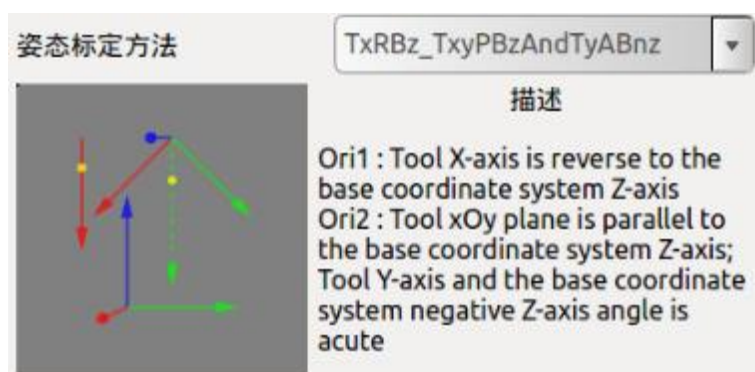 姿态标定方法
TxRBz_TxyPBzAndTyABnz
描述
Ori1 : Tool X-axis is reverse to the
base coordinate system Z-axis
Ori2 : Tool xOy plane is parallel to
the base coordinate system Z-axis;
Tool Y-axis and the base coordinate
system negative Z-axis angle is
acute